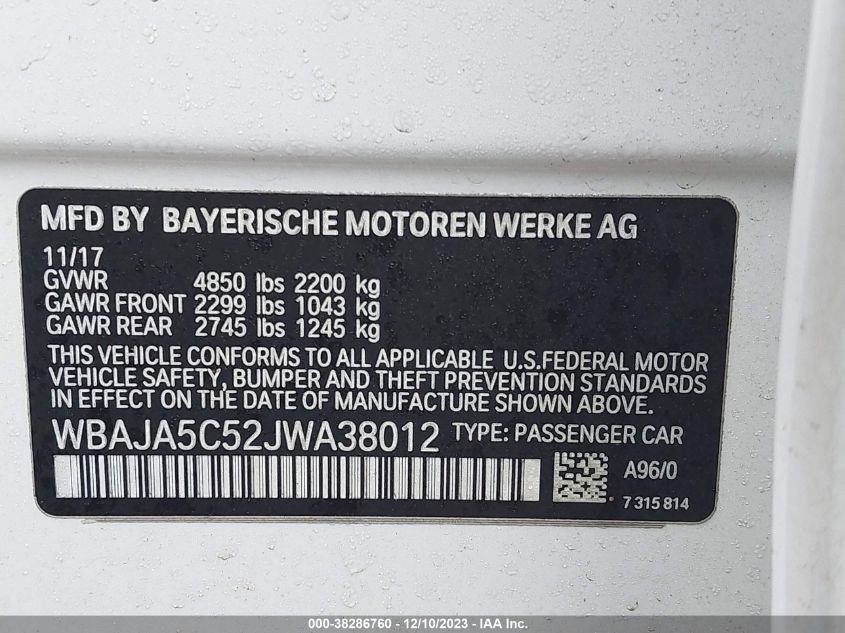 MFD BY BAYERISCHE MOTOREN WERKE AG
11/17
GVWR 4850 lbs 2200 kg
GAWR FRONT 2299 lbs 1043 kg
GAWR REAR 2745 lbs 1245 kg
THIS VEHICLE CONFORMS TO ALL APPLICABLE U.S.FEDERAL MOTOR
VEHICLE SAFETY, BUMPER AND THEFT PREVENTION STANDARDS
IN EFFECT ON THE DATE OF MANUFACTURE SHOWN ABOVE.
WBAJA5C52JWA38012 TYPE: PASSENGER CAR
A96/0
7 315 814
000-38286760 - 12/10/2023 - IAA Inc.